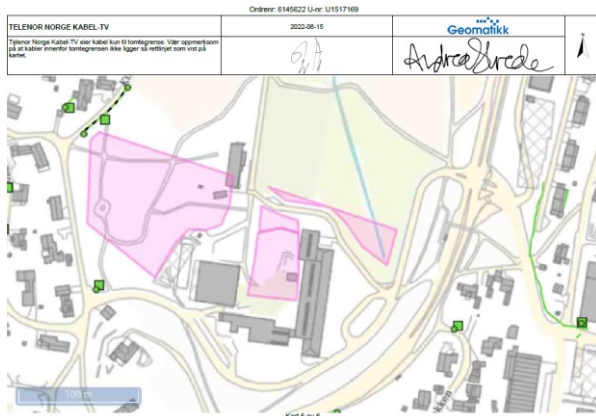 Ordrenr: 6145622 U-nr: U1517169
TELENOR NORGE KABEL-TV
2022-06-15
Geomatikk
Telenor Norge Kabel-TV eier kabel kun til tomtegrense. Vær oppmerksom
på at kabler innenfor tomtegrensen ikke ligger så rettlinjet som vist på
kartet.
100 m